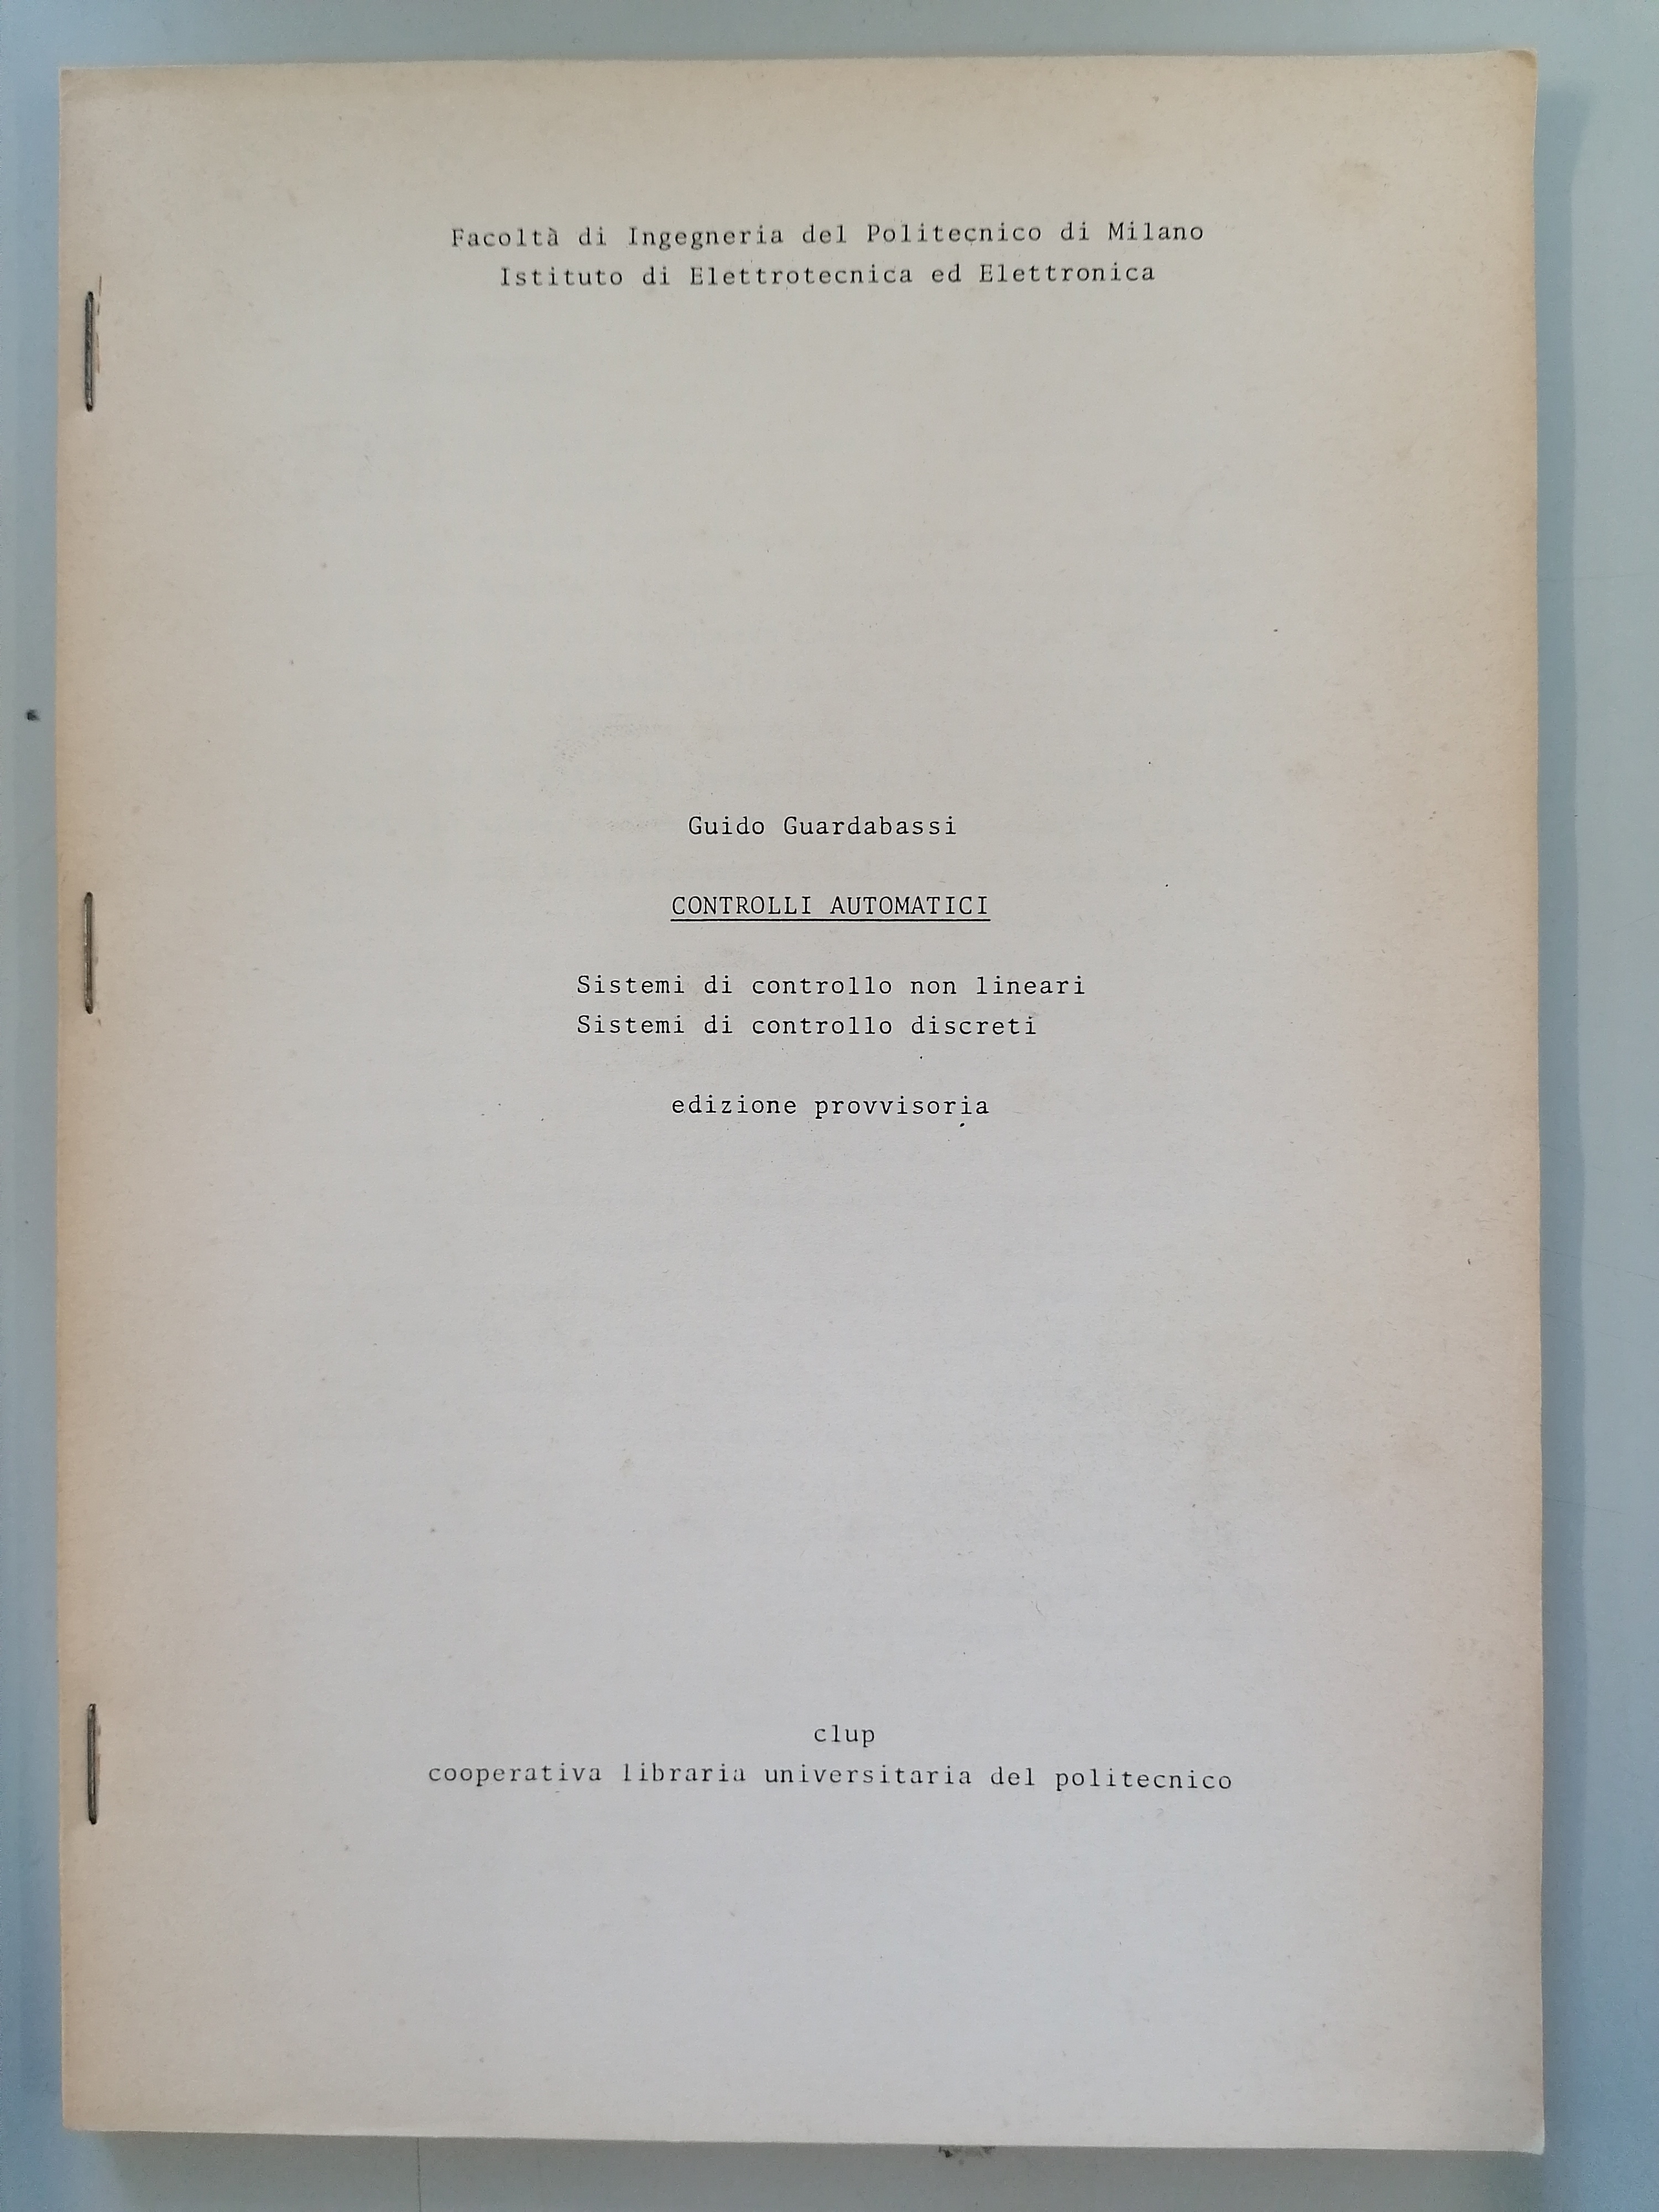 Facoltà di Ingegneria del Politecnico di Milano
Istituto di Elettrotecnica ed Elettronica
Guido Guardabassi
CONTROLLI AUTOMATICI
Sistemi di controllo non lineari
Sistemi di controllo discreti
edizione provvisoria
clup
cooperativa libraria universitaria del politecnico